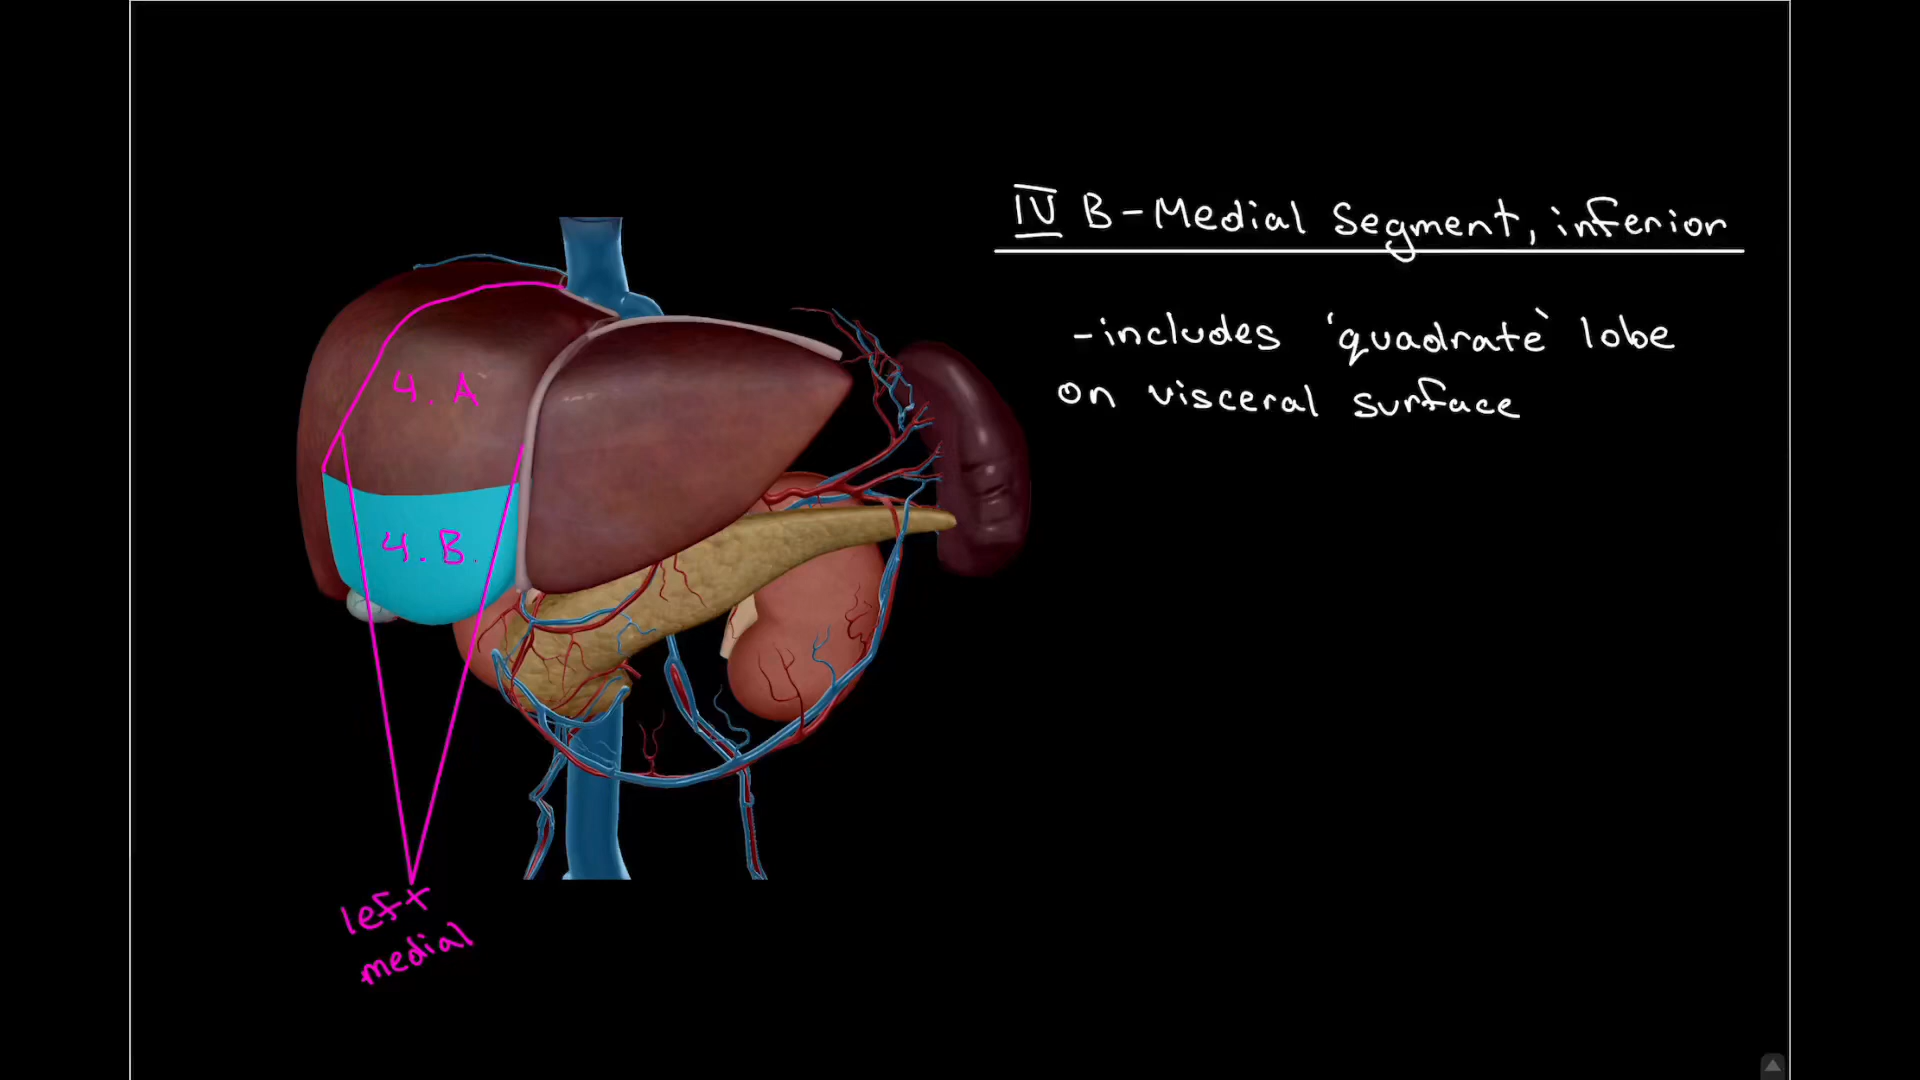 IV B-Medial Segment, inferior
-includes 'quadrate' lobe
on visceral surface
4. A
4. B.
left
medial